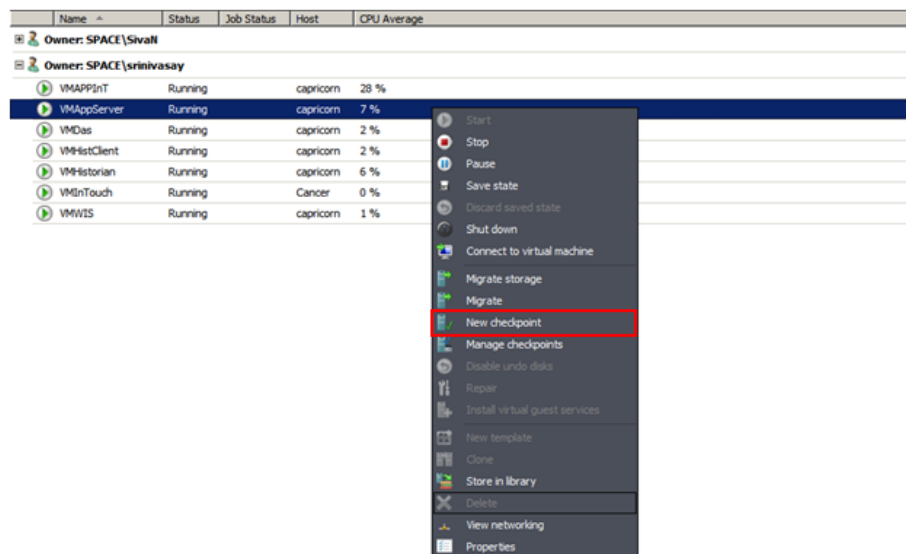 Name Status Job Status Host CPU Average
Owner: SPACE\SivaN
Owner: SPACE\srinivasay
VMAPPInT Running capricorn 28 %
VMAppServer Running capricorn 7 %
VMDas Running capricorn 2 %
VMHistClient Running capricorn 2 %
VMHistorian Running capricorn 6 %
VMInTouch Running Cancer 0 %
VMWIS Running capricorn 1 %
Start
Stop
Pause
Save state
Discard saved state
Shut down
Connect to virtual machine
Migrate storage
Migrate
New checkpoint
Manage checkpoints
Disable undo disks
Repair
Install virtual guest services
New template
Clone
Store in library
Delete
View networking
Properties